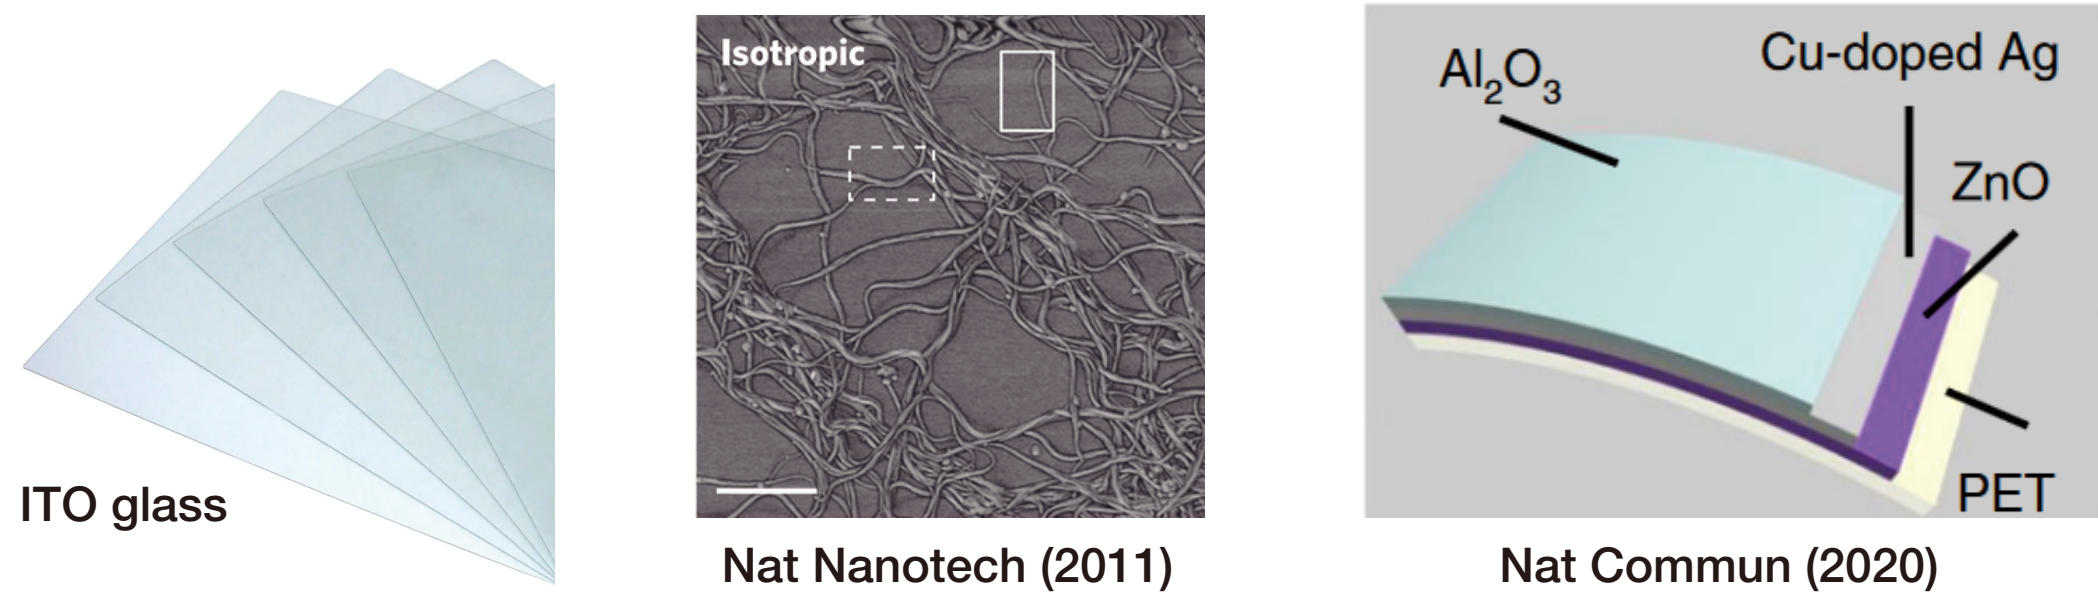 ITO glass
Isotropic
Nat Nanotech (2011)
Al₂O₃
Cu-doped Ag
ZnO
PET
Nat Commun (2020)